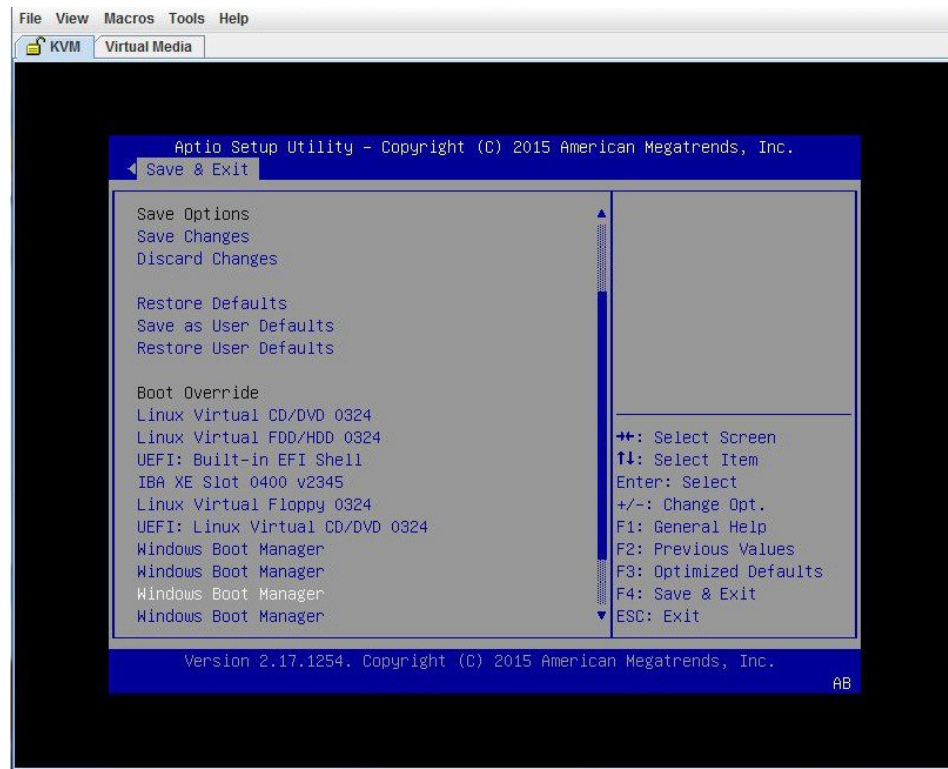 File View Macros Tools Help
KVM Virtual Media
Aptio Setup Utility – Copyright (C) 2015 American Megatrends, Inc.
Save & Exit
Save Options
Save Changes
Discard Changes
Restore Defaults
Save as User Defaults
Restore User Defaults
Boot Override
Linux Virtual CD/DVD 0324
Linux Virtual FDD/HDD 0324
UEFI: Built-in EFI Shell
IBA XE Slot 0400 v2345
Linux Virtual Floppy 0324
UEFI: Linux Virtual CD/DVD 0324
Windows Boot Manager
Windows Boot Manager
Windows Boot Manager
Windows Boot Manager
→←: Select Screen
↑↓: Select Item
Enter: Select
+/-: Change Opt.
F1: General Help
F2: Previous Values
F3: Optimized Defaults
F4: Save & Exit
ESC: Exit
Version 2.17.1254. Copyright (C) 2015 American Megatrends, Inc.
AB